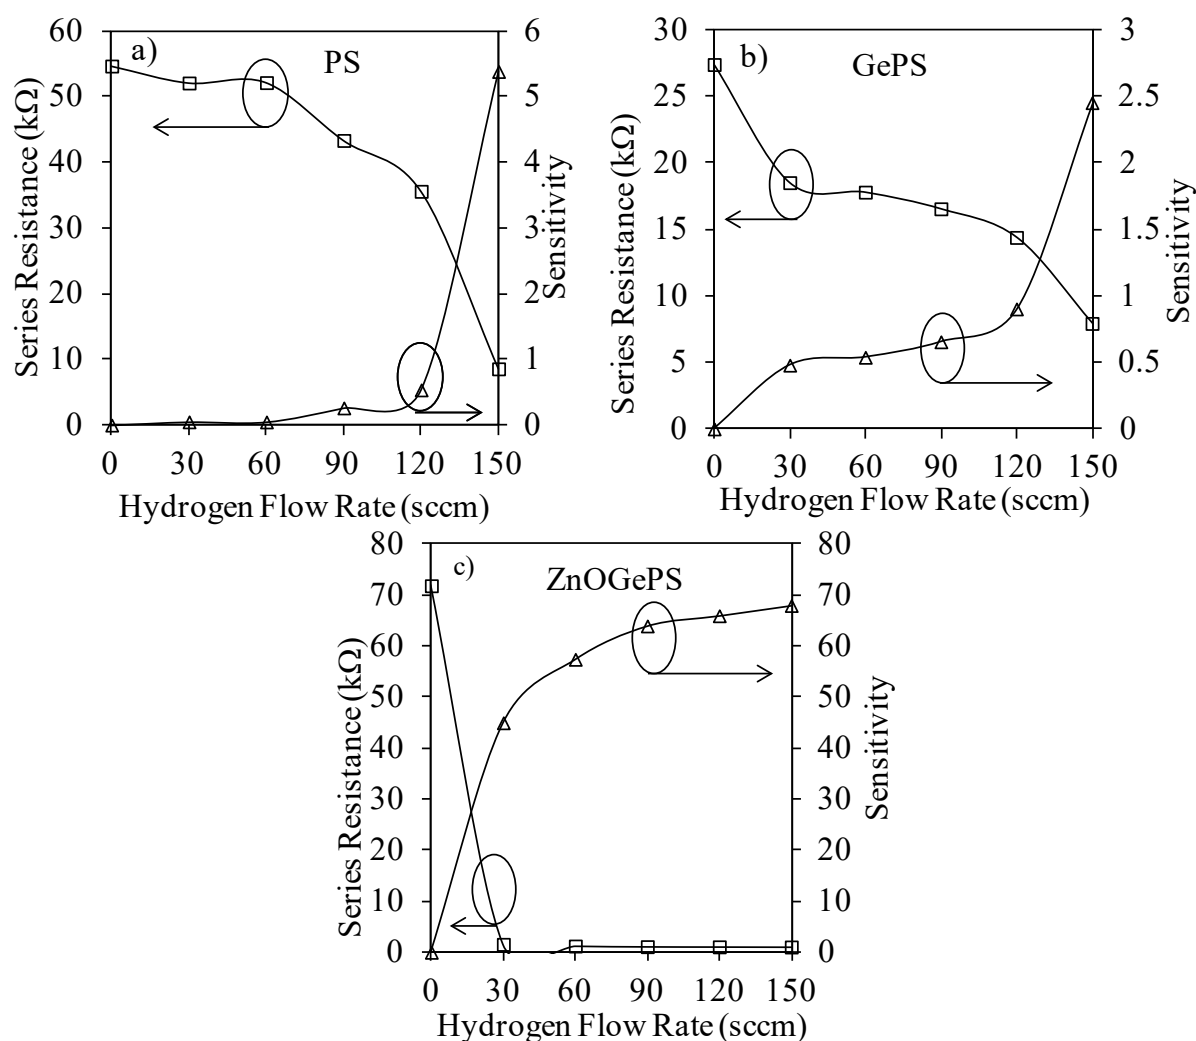 a)
PS
Series Resistance (kΩ)
60
50
40
30
20
10
0
6
5
4
3
2
1
0
Sensitivity
0 30 60 90 120 150
Hydrogen Flow Rate (sccm)
b)
GePS
Series Resistance (kΩ)
30
25
20
15
10
5
0
3
2.5
2
1.5
1
0.5
0
Sensitivity
0 30 60 90 120 150
Hydrogen Flow Rate (sccm)
c)
ZnOGePS
Series Resistance (kΩ)
80
70
60
50
40
30
20
10
0
80
70
60
50
40
30
20
10
0
Sensitivity
0 30 60 90 120 150
Hydrogen Flow Rate (sccm)